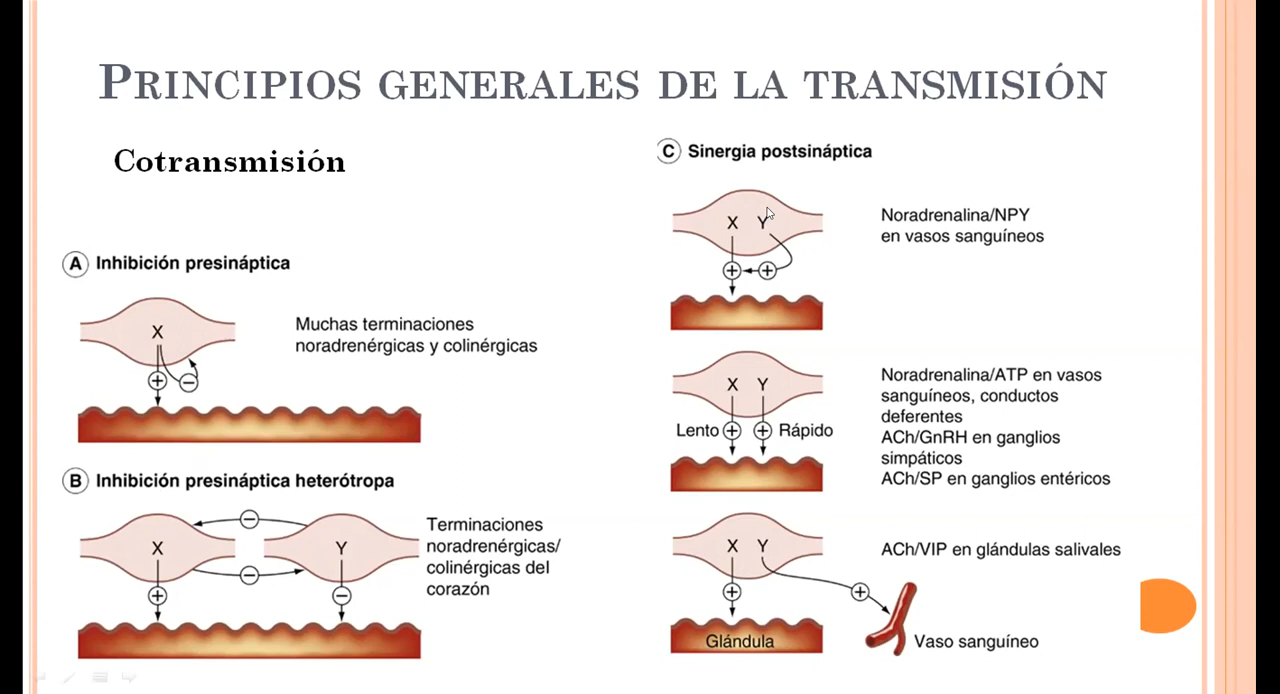 PRINCIPIOS GENERALES DE LA TRANSMISIÓN
Cotransmisión
A Inhibición presináptica
X
Muchas terminaciones
noradrenérgicas y colinérgicas
+
−
B Inhibición presináptica heterótropa
−
X
Y
−
+
−
Terminaciones
noradrenérgicas/
colinérgicas del
corazón
C Sinergia postsináptica
X Y
+ +
Noradrenalina/NPY
en vasos sanguíneos
X Y
Lento + + Rápido
Noradrenalina/ATP en vasos
sanguíneos, conductos
deferentes
ACh/GnRH en ganglios
simpáticos
ACh/SP en ganglios entéricos
X Y
ACh/VIP en glándulas salivales
+ +
Glándula
Vaso sanguíneo